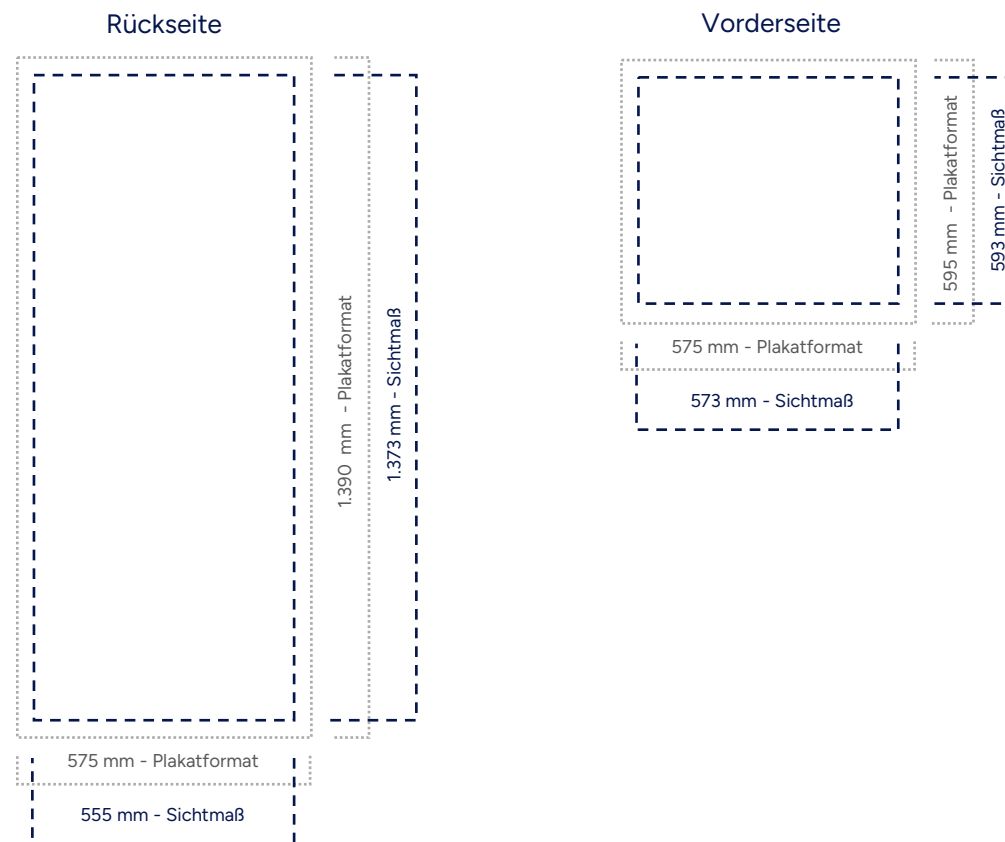 Rückseite
1.390 mm - Plakatformat
1.373 mm - Sichtmaß
575 mm - Plakatformat
555 mm - Sichtmaß
Vorderseite
595 mm - Plakatformat
593 mm - Sichtmaß
575 mm - Plakatformat
573 mm - Sichtmaß